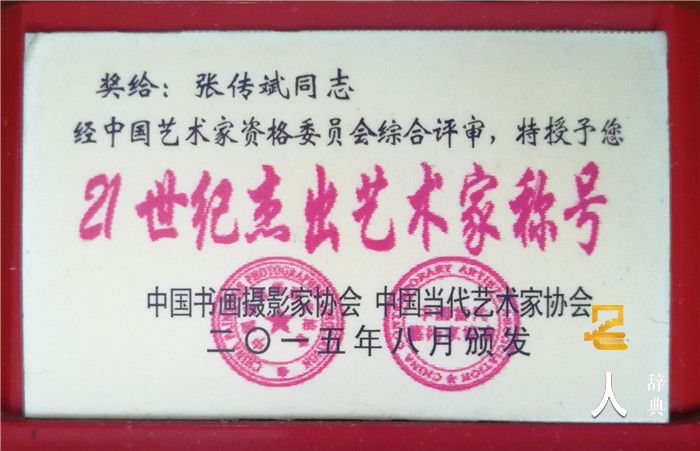 奖给：张传斌同志
经中国艺术家资格委员会综合评审，特授予您
21世纪杰出艺术家称号
中国书画摄影家协会 中国当代艺术家协会
二〇一五年八月颁发
名人辞典